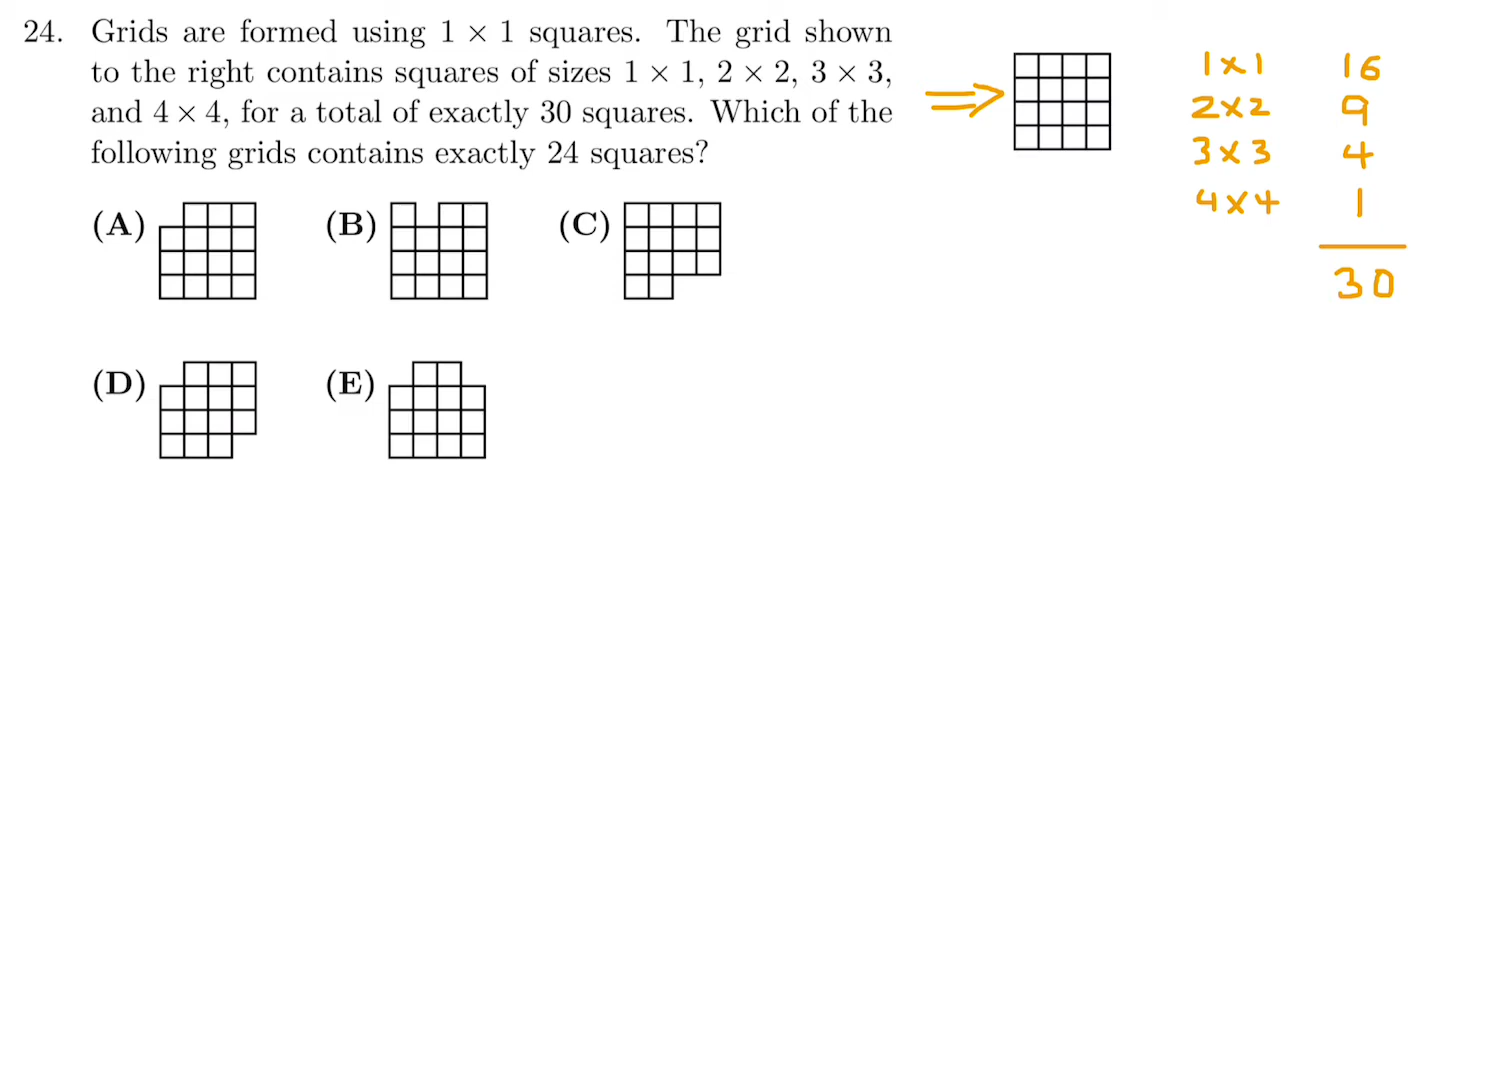 24. Grids are formed using 1 × 1 squares. The grid shown
to the right contains squares of sizes 1 × 1, 2 × 2, 3 × 3,
and 4 × 4, for a total of exactly 30 squares. Which of the
following grids contains exactly 24 squares?
(A) (B) (C)
(D) (E)
1×1 16
2×2 9
3×3 4
4×4 1
30